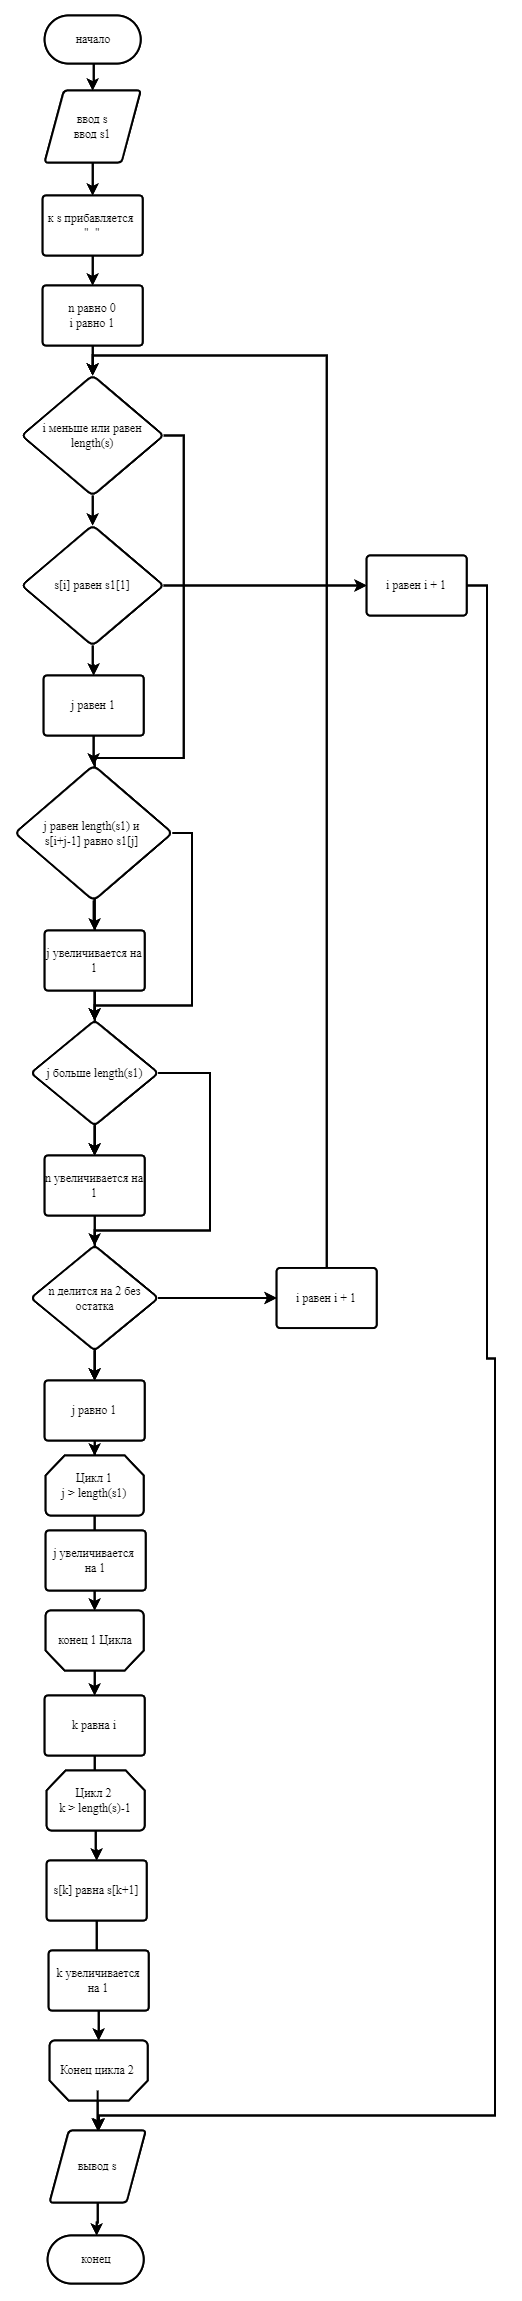 начало
ввод s
ввод s1
к s прибавляется
" "
n равно 0
i равно 1
i меньше или равен
length(s)
s[i] равен s1[1]
i равен i + 1
j равен 1
j равен length(s1) и
s[i+j-1] равно s1[j]
j увеличивается на
1
j больше length(s1)
n увеличивается на
1
n делится на 2 без
остатка
i равен i + 1
j равно 1
Цикл 1
j > length(s1)
j увеличивается
на 1
конец 1 Цикла
k равна i
Цикл 2
k > length(s)-1
s[k] равна s[k+1]
k увеличивается
на 1
Конец цикла 2
вывод s
конец